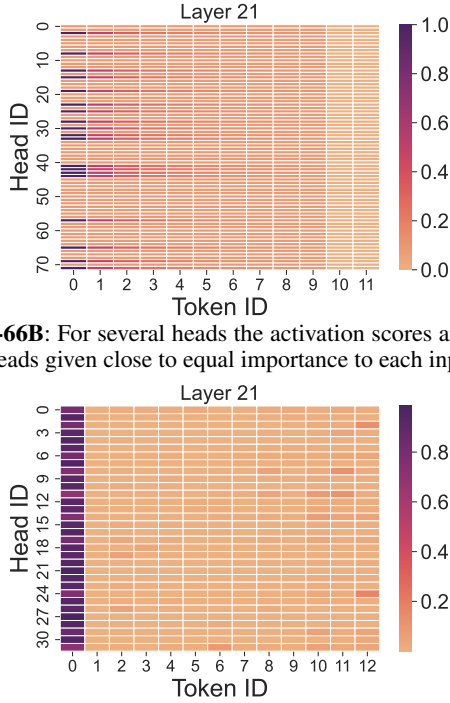 Layer 21
0
10
20
30
40
50
60
70
Head ID
0 1 2 3 4 5 6 7 8 9 10 11
Token ID
1.0
0.8
0.6
0.4
0.2
0.0
-66B: For several heads the activation scores a
eads given close to equal importance to each inp
Layer 21
0
3
6
9
12
15
18
21
24
27
30
Head ID
0 1 2 3 4 5 6 7 8 9 10 11 12
Token ID
0.8
0.6
0.4
0.2